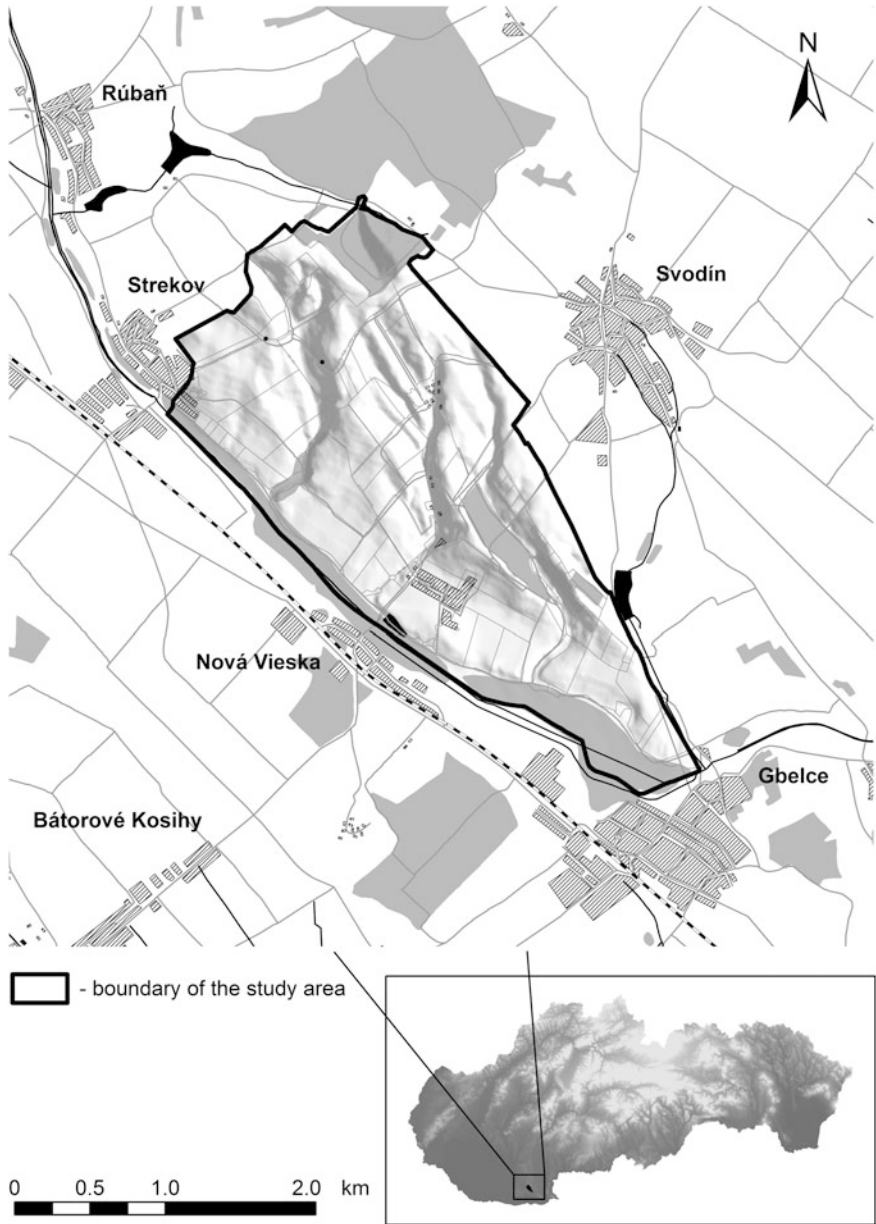 N
Rúbaň
Svodín
Strekov
Nová Vieska
Gbelce
Bátorové Kosihy
- boundary of the study area
0 0.5 1.0 2.0 km